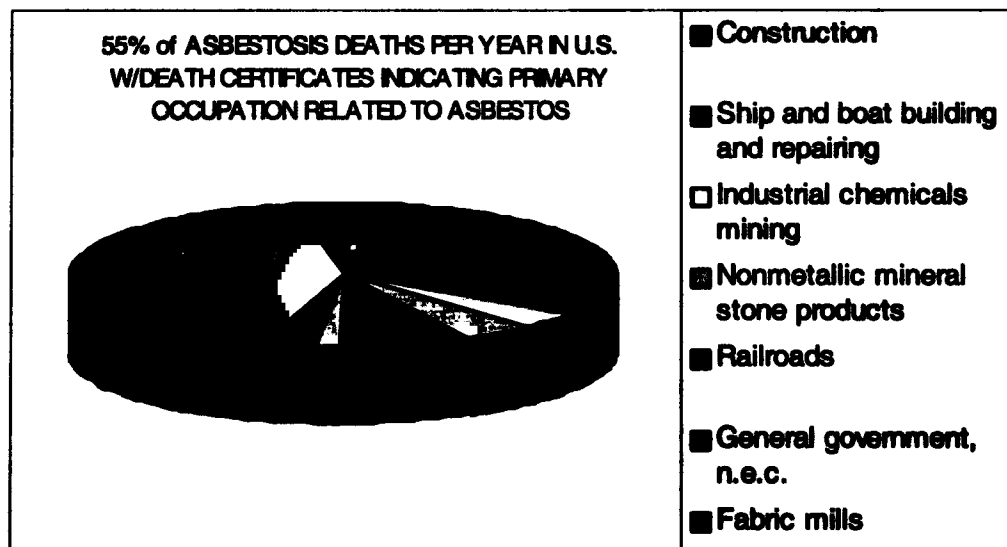 55% of ASBESTOSIS DEATHS PER YEAR IN U.S.
W/DEATH CERTIFICATES INDICATING PRIMARY
OCCUPATION RELATED TO ASBESTOS
Construction
Ship and boat building
and repairing
Industrial chemicals
mining
Nonmetallic mineral
stone products
Railroads
General government,
n.e.c.
Fabric mills